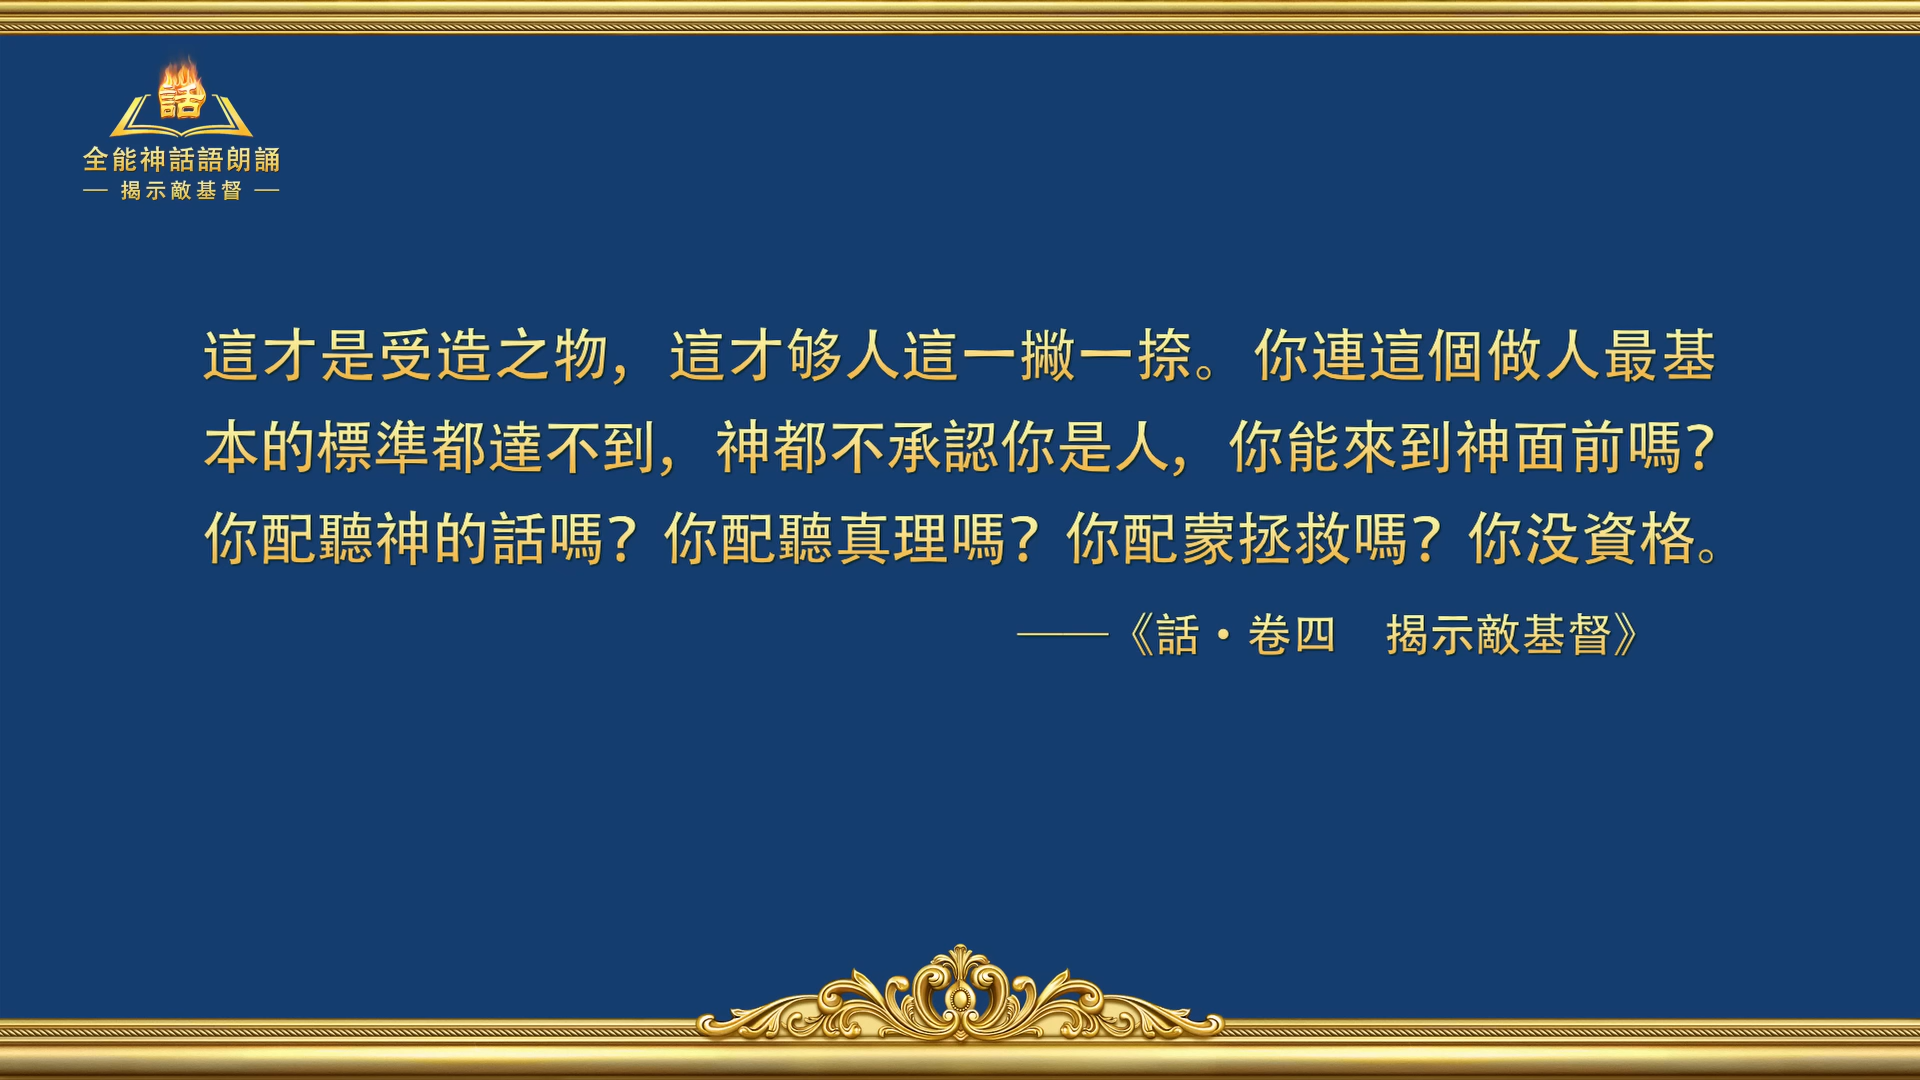 話
全能神話語朗誦
— 揭示敵基督 —
這才是受造之物，這才够人這一撇一捺。你連這個做人最基
本的標準都達不到，神都不承認你是人，你能來到神面前嗎？
你配聽神的話嗎？你配聽真理嗎？你配蒙拯救嗎？你没資格。
——《話・卷四　揭示敵基督》